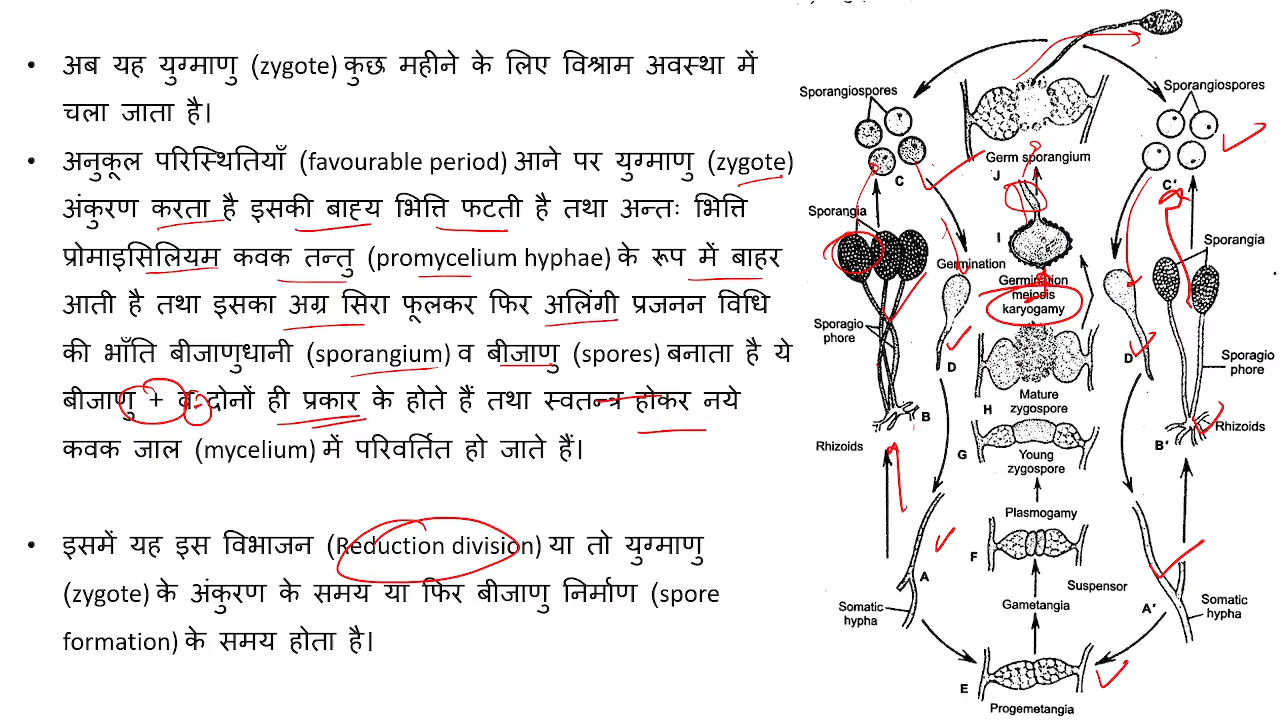 • अब यह युग्माणु (zygote) कुछ महीने के लिए विश्राम अवस्था में
चला जाता है।
• अनुकूल परिस्थितियाँ (favourable period) आने पर युग्माणु (zygote)
अंकुरण करता है इसकी बाह्य भित्ति फटती है तथा अन्तः भित्ति
प्रोमाइसिलियम कवक तन्तु (promycelium hyphae) के रूप में बाहर
आती है तथा इसका अग्र सिरा फूलकर फिर अलिंगी प्रजनन विधि
की भाँति बीजाणुधानी (sporangium) व बीजाणु (spores) बनाता है ये
बीजाणु + व - दोनों ही प्रकार के होते हैं तथा स्वतन्त्र होकर नये
कवक जाल (mycelium) में परिवर्तित हो जाते हैं।
• इसमें यह इस विभाजन (Reduction division) या तो युग्माणु
(zygote) के अंकुरण के समय या फिर बीजाणु निर्माण (spore
formation) के समय होता है।
Sporangiospores
Sporangiospores
Germ sporangium
C
J
C'
Sporangia
I
Sporangia
Germination
Germination
meiosis
karyogamy
Sporagio
phore
Sporagio
phore
D
D'
Mature
zygospore
H
B
Rhizoids
Rhizoids
B'
G
Young
zygospore
Plasmogamy
F
A
Suspensor
Gametangia
Somatic
hypha
A'
Somatic
hypha
E
Progemetangia